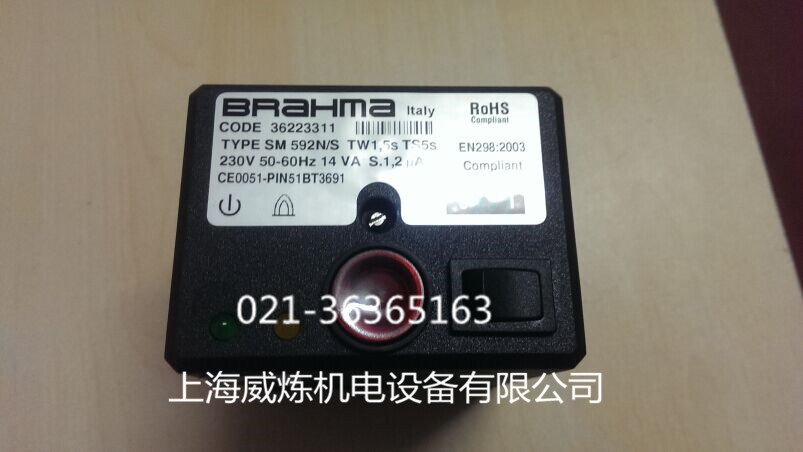 BRAHMA Italy
CODE 36223311
TYPE SM 592N/S TW1,5s TS5s
230V 50-60Hz 14 VA S.1,2 µA
CE0051-PIN51BT3691
RoHS
Compliant
EN298:2003
Compliant
021-36365163
上海威炼机电设备有限公司